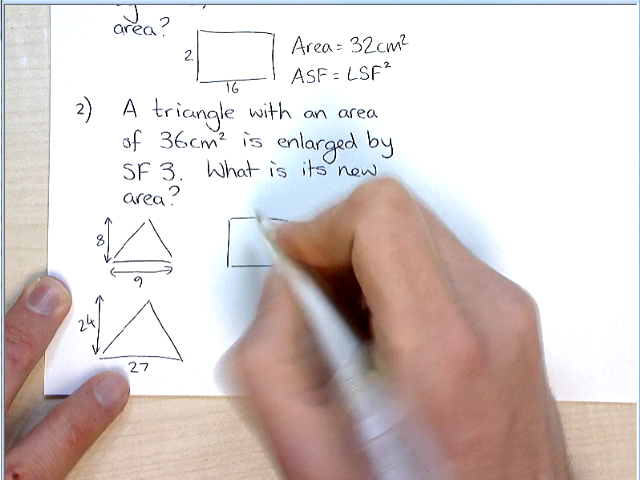 area?
2
16
Area = 32cm²
ASF = LSF²
2) A triangle with an area
of 36cm² is enlarged by
SF 3. What is its new
area?
8
9
24
27